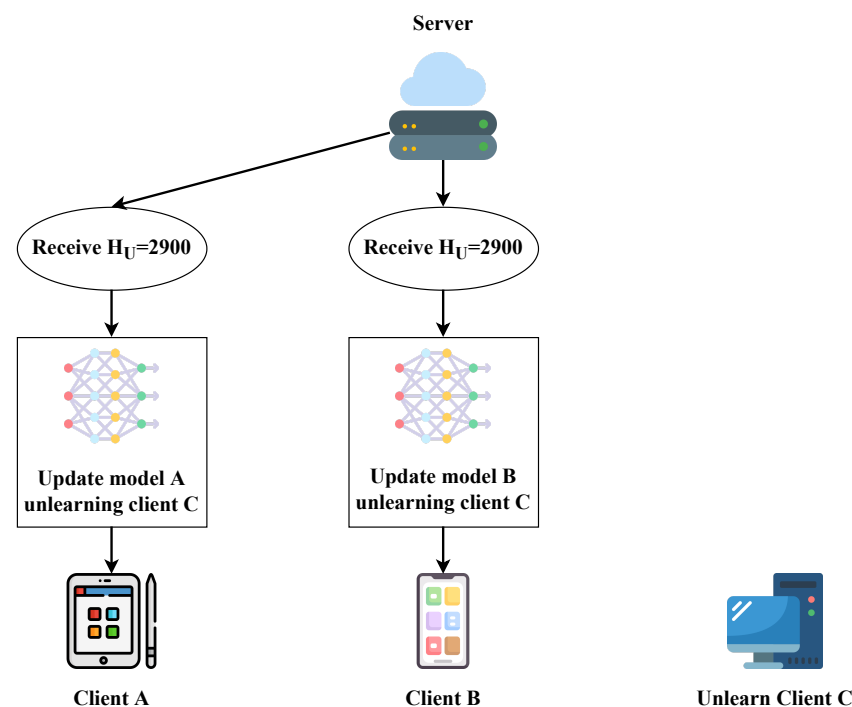 Server
Receive H_U=2900
Receive H_U=2900
Update model A
unlearning client C
Update model B
unlearning client C
Client A
Client B
Unlearn Client C